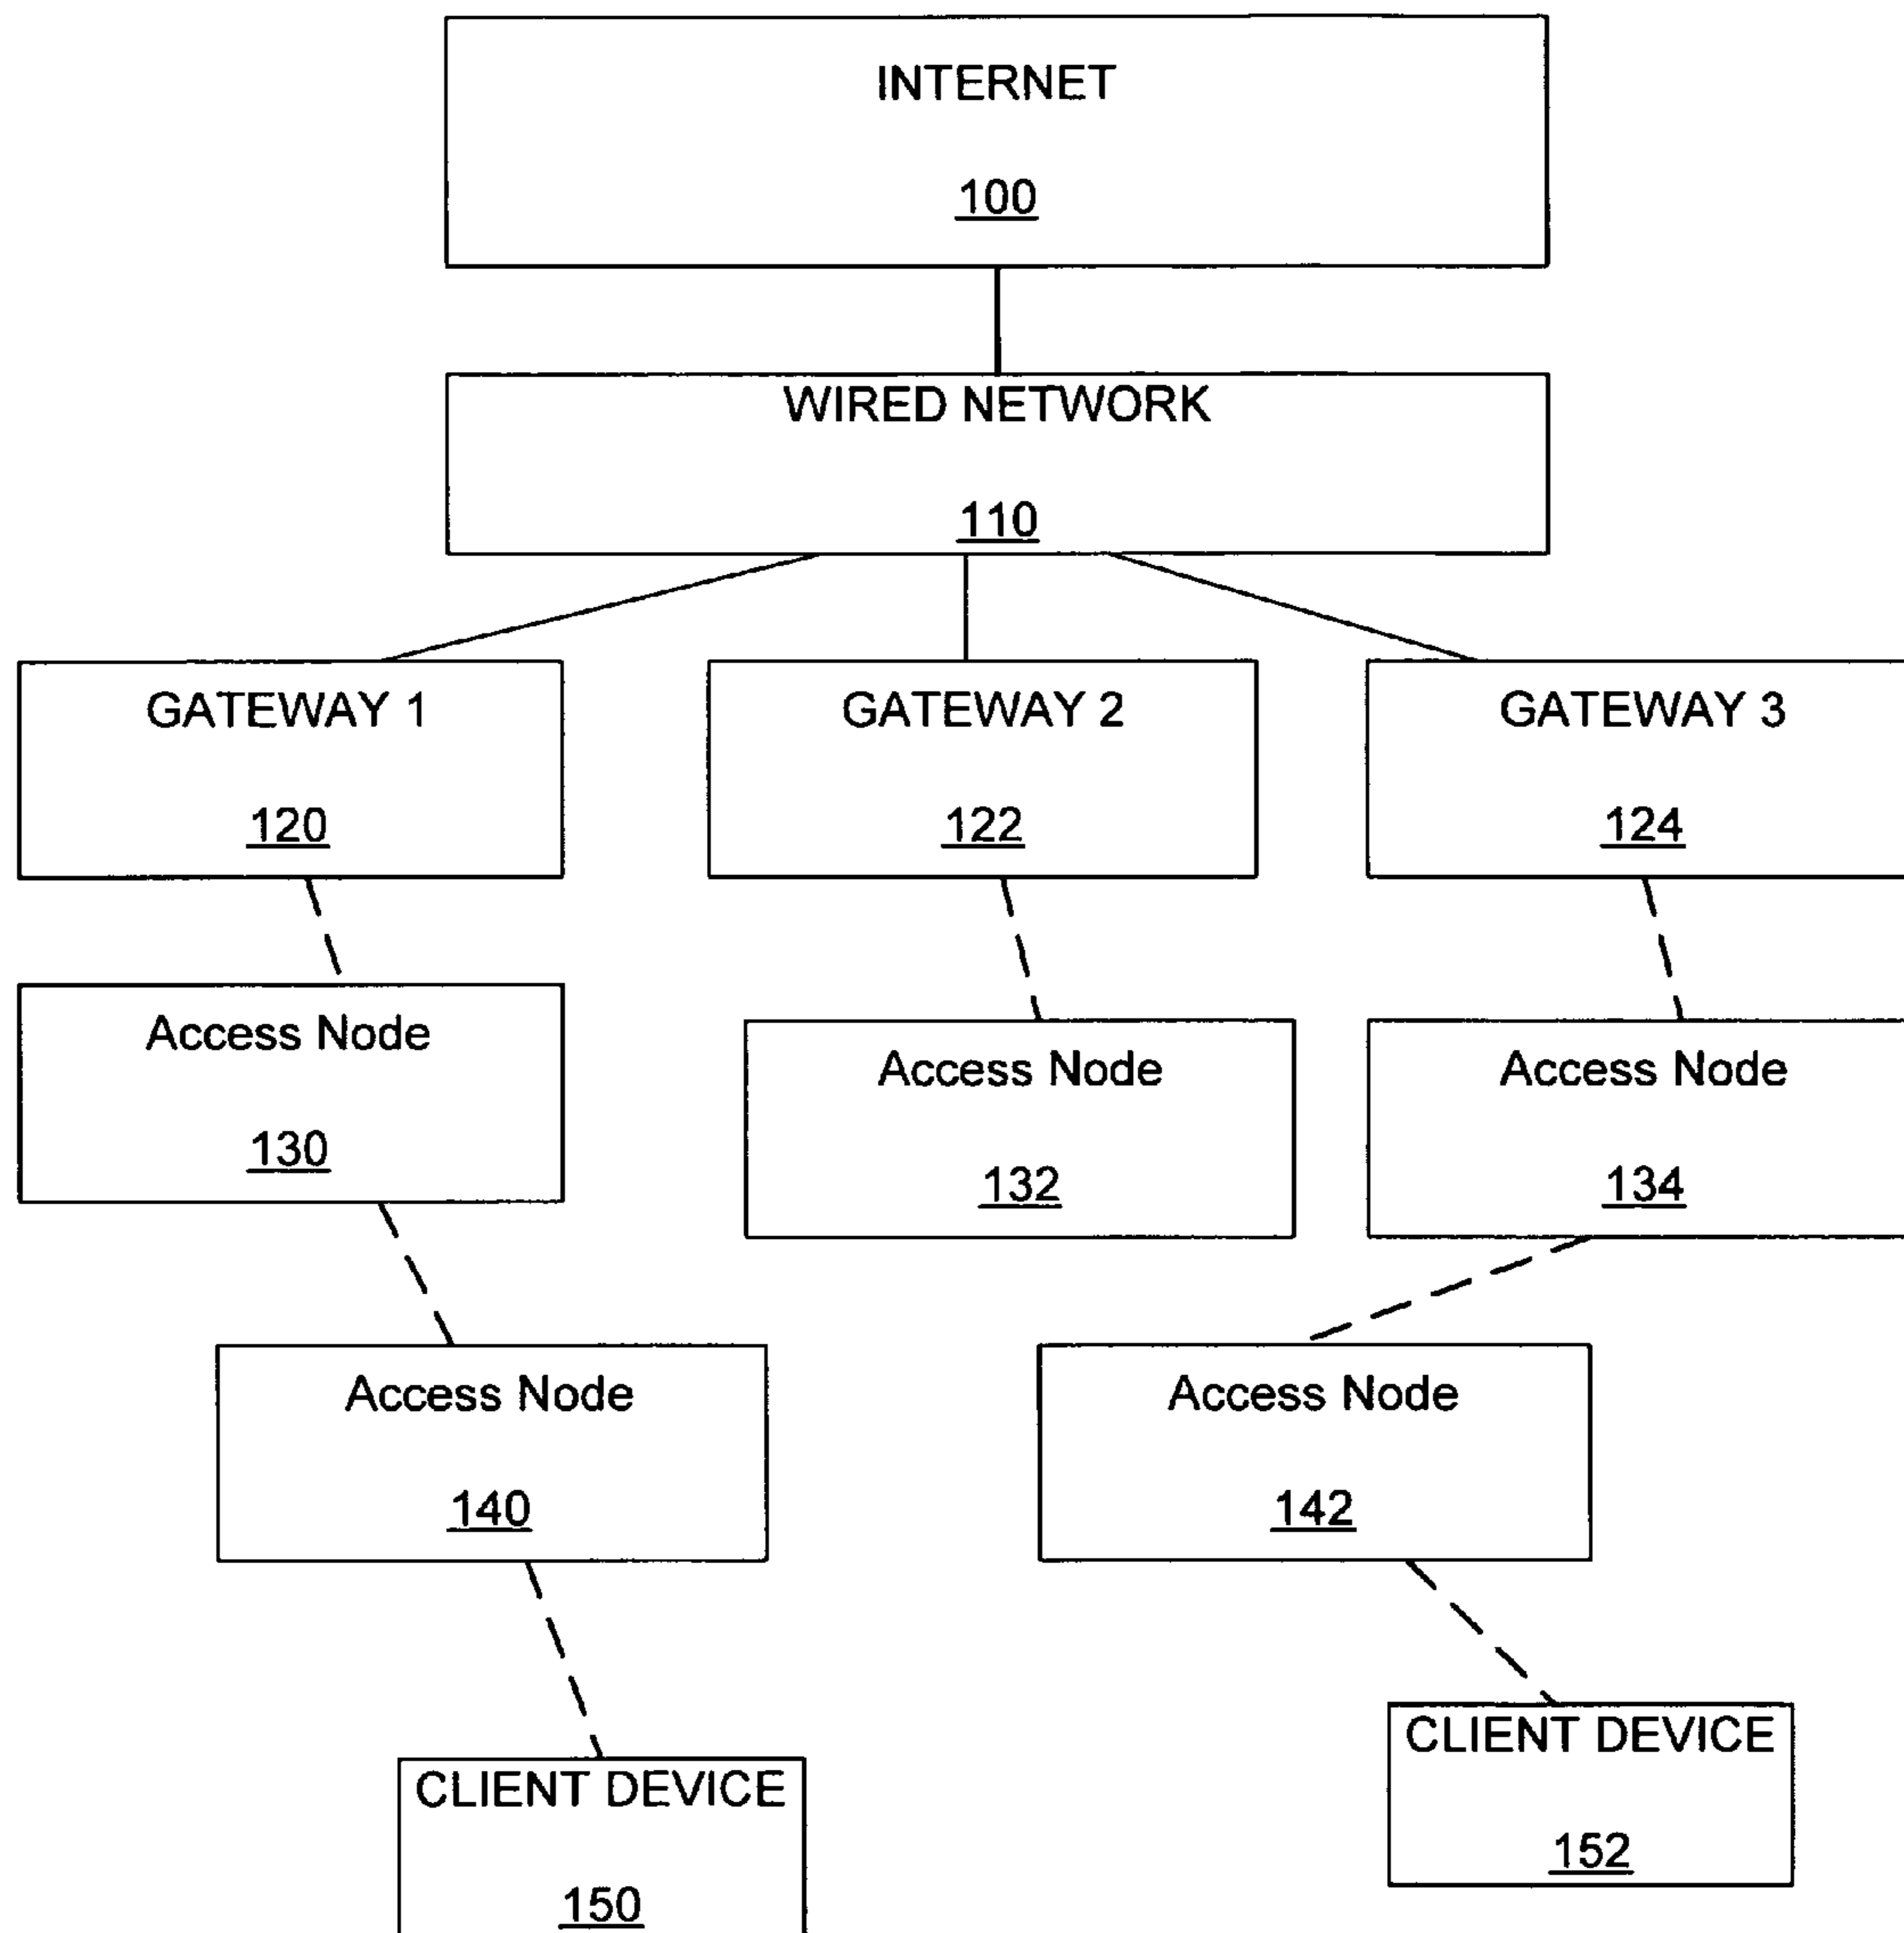 INTERNET
100
WIRED NETWORK
110
GATEWAY 1
120
GATEWAY 2
122
GATEWAY 3
124
Access Node
130
Access Node
132
Access Node
134
Access Node
140
Access Node
142
CLIENT DEVICE
150
CLIENT DEVICE
152